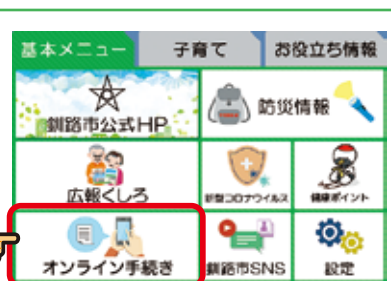 基本メニュー
子育て
お役立ち情報
釧路市公式HP
防災情報
広報くしろ
新型コロナウイルス
健康ポイント
オンライン手続き
釧路市SNS
設定